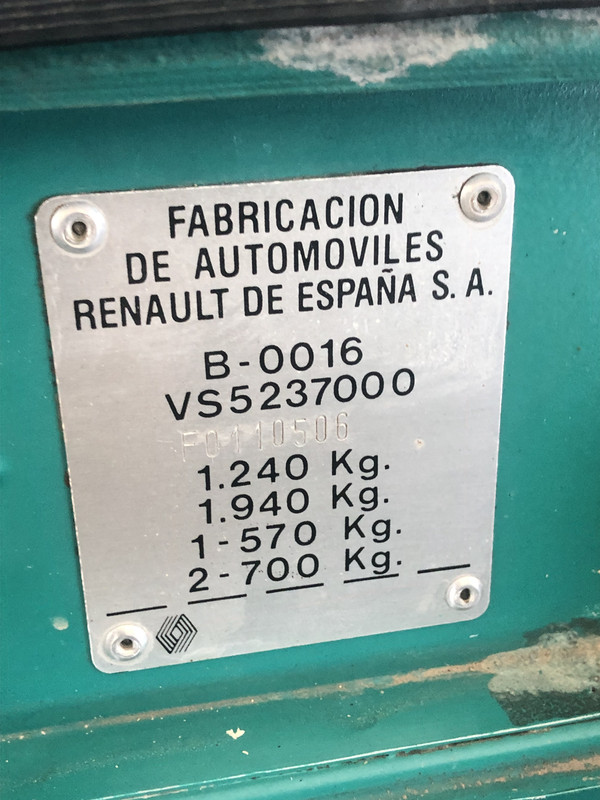 FABRICACION
DE AUTOMOVILES
RENAULT DE ESPAÑA S. A.
B-0016
VS5237000
F0110506
1.240 Kg.
1.940 Kg.
1-570 Kg.
2-700 Kg.